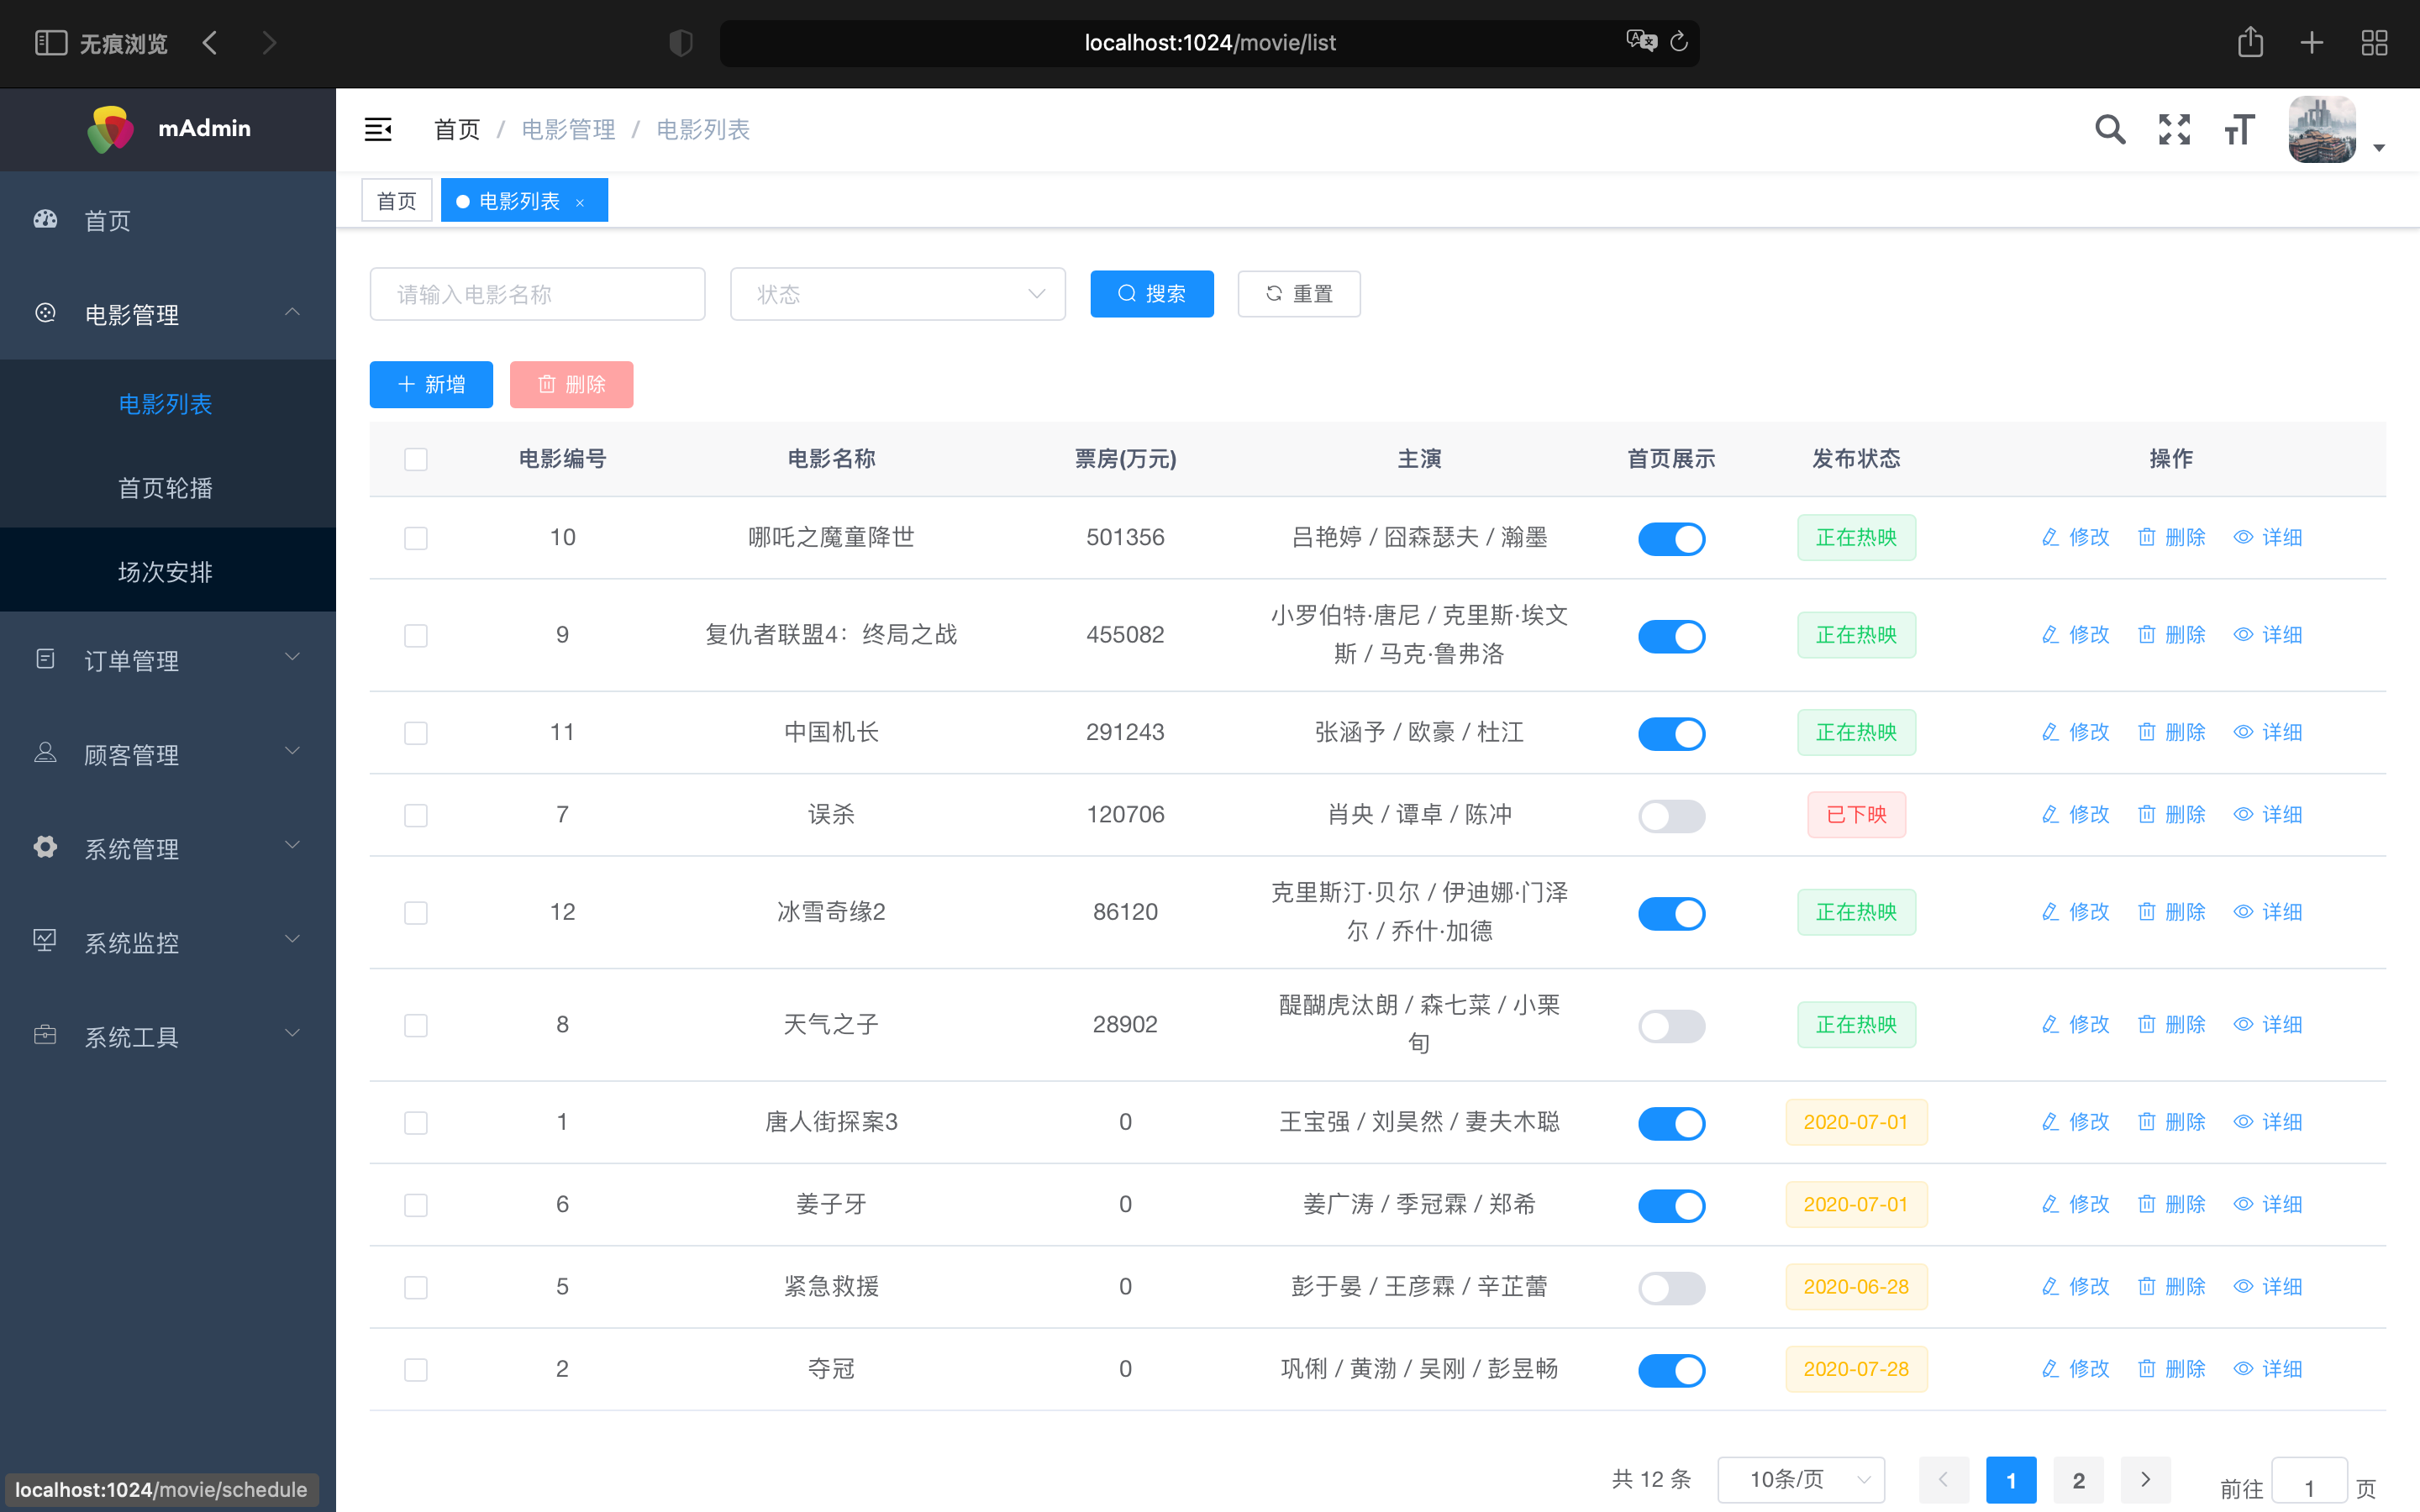 无痕浏览
localhost:1024/movie/list
mAdmin
首页 / 电影管理 / 电影列表
首页
电影列表 ×
首页
电影管理
电影列表
首页轮播
场次安排
订单管理
顾客管理
系统管理
系统监控
系统工具
请输入电影名称 状态 搜索 重置
新增 删除
电影编号 电影名称 票房(万元) 主演 首页展示 发布状态 操作
10 哪吒之魔童降世 501356 吕艳婷 / 囧森瑟夫 / 瀚墨 正在热映 修改 删除 详细
9 复仇者联盟4：终局之战 455082 小罗伯特·唐尼 / 克里斯·埃文
斯 / 马克·鲁弗洛 正在热映 修改 删除 详细
11 中国机长 291243 张涵予 / 欧豪 / 杜江 正在热映 修改 删除 详细
7 误杀 120706 肖央 / 谭卓 / 陈冲 已下映 修改 删除 详细
12 冰雪奇缘2 86120 克里斯汀·贝尔 / 伊迪娜·门泽
尔 / 乔什·加德 正在热映 修改 删除 详细
8 天气之子 28902 醍醐虎汰朗 / 森七菜 / 小栗
旬 正在热映 修改 删除 详细
1 唐人街探案3 0 王宝强 / 刘昊然 / 妻夫木聪 2020-07-01 修改 删除 详细
6 姜子牙 0 姜广涛 / 季冠霖 / 郑希 2020-07-01 修改 删除 详细
5 紧急救援 0 彭于晏 / 王彦霖 / 辛芷蕾 2020-06-28 修改 删除 详细
2 夺冠 0 巩俐 / 黄渤 / 吴刚 / 彭昱畅 2020-07-28 修改 删除 详细
共 12 条 10条/页 1 2 前往 1 页
localhost:1024/movie/schedule